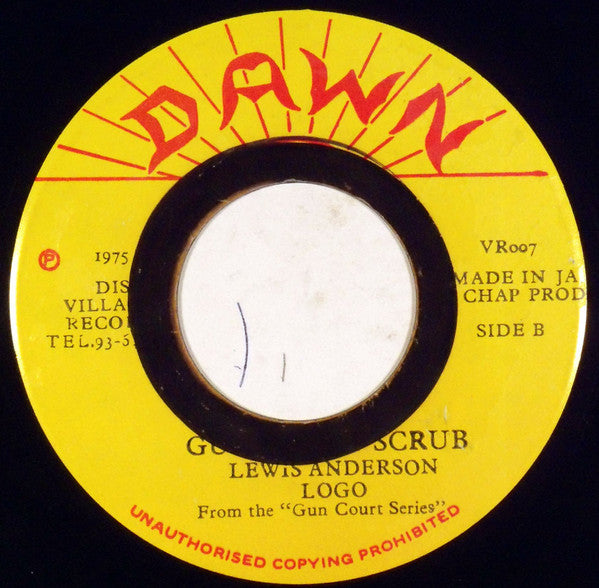 DAWN
℗ 1975
VR007
DIS
VILLA
RECO
TEL. 93-5
MADE IN JA
CHAP PROD
SIDE B
GU SCRUB
LEWIS ANDERSON
LOGO
From the "Gun Court Series"
UNAUTHORISED COPYING PROHIBITED